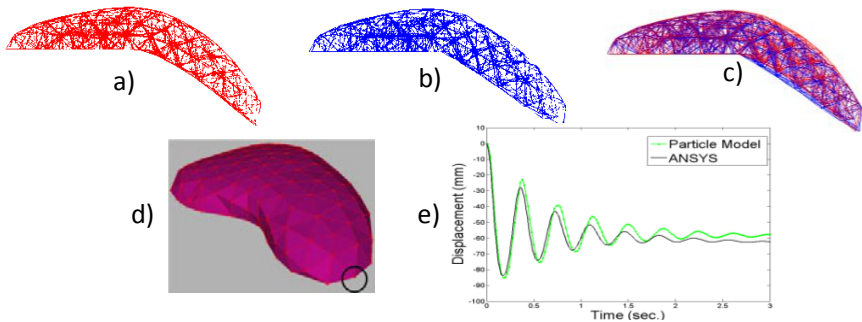 a)
b)
c)
d)
e)
Displacement (mm)
10
0
-10
-20
-30
-40
-50
-60
-70
-80
-90
-100
Particle Model
ANSYS
0
0.5
1
1.5
2
2.5
3
Time (sec.)